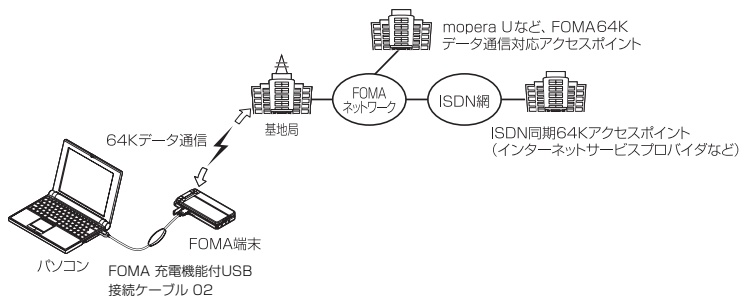 mopera Uなど、FOMA64K
データ通信対応アクセスポイント
FOMA
ネットワーク
ISDN網
基地局
ISDN同期64Kアクセスポイント
（インターネットサービスプロバイダなど）
64Kデータ通信
FOMA端末
パソコン
FOMA 充電機能付USB
接続ケーブル 02